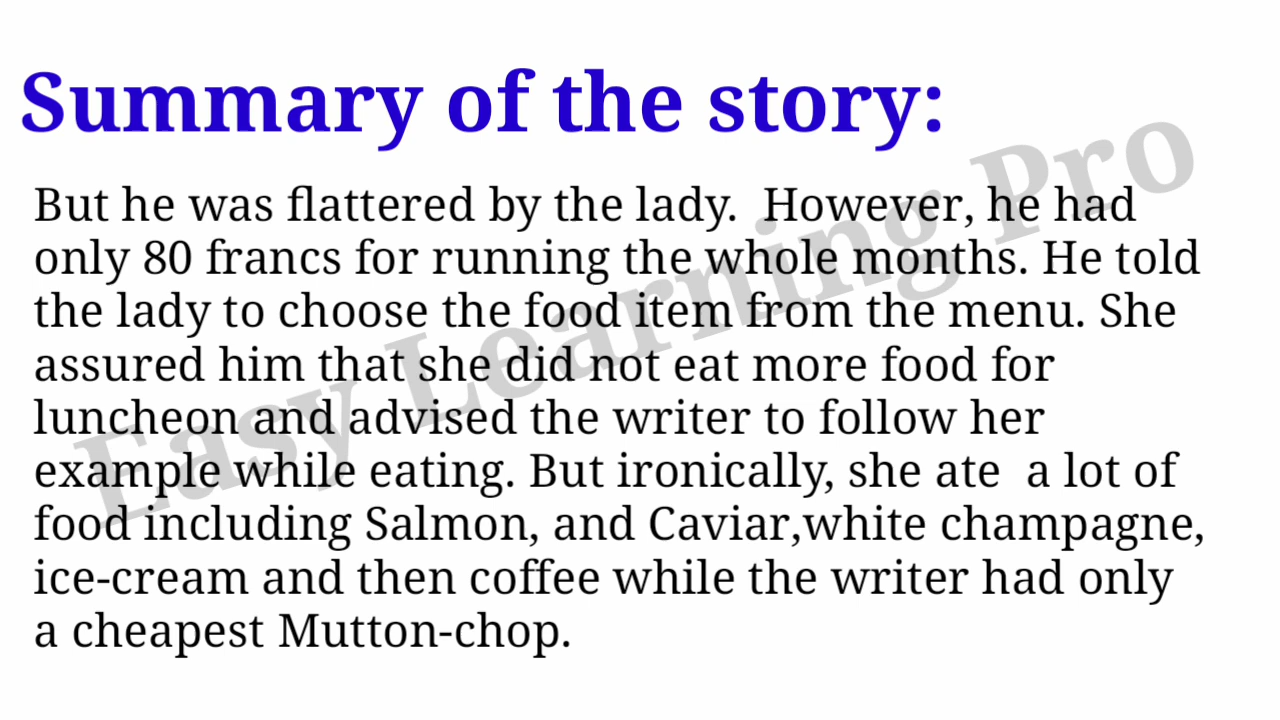 Summary of the story:
But he was flattered by the lady.  However, he had
only 80 francs for running the whole months. He told
the lady to choose the food item from the menu. She
assured him that she did not eat more food for
luncheon and advised the writer to follow her
example while eating. But ironically, she ate  a lot of
food including Salmon, and Caviar,white champagne,
ice-cream and then coffee while the writer had only
a cheapest Mutton-chop.
Easy Learning Pro